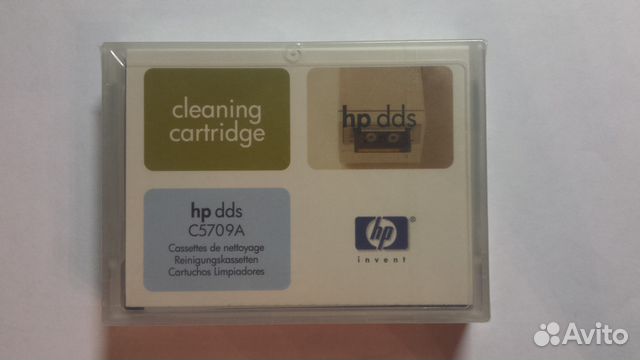 cleaning
cartridge
hp dds
hp dds
C5709A
Cassettes de nettoyage
Reinigungskassetten
Cartuchos Limpiadores
hp®
invent
Avito